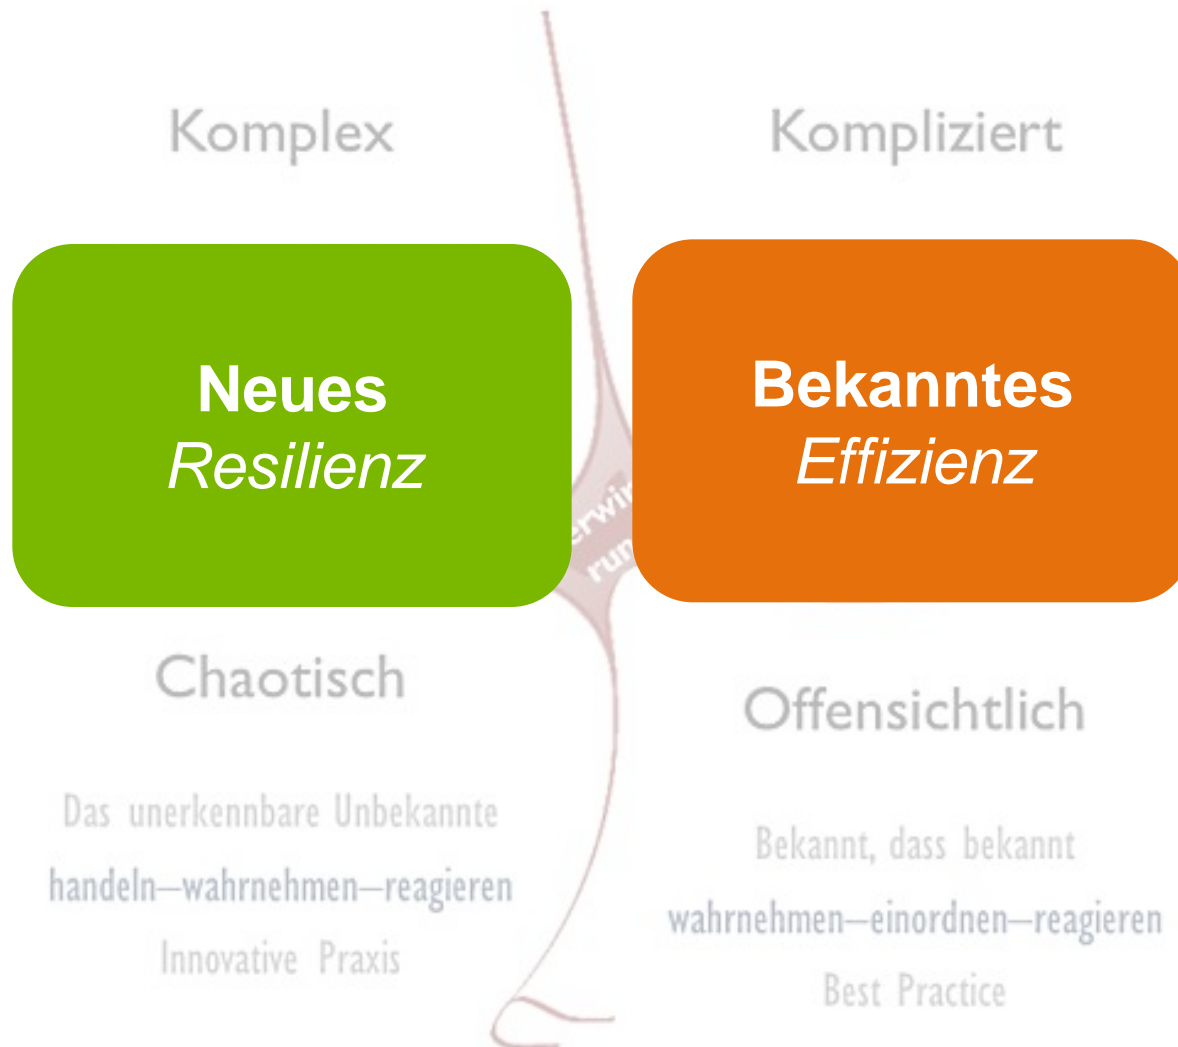 Komplex
Kompliziert
Neues
Resilienz
Bekanntes
Effizienz
Chaotisch
Das unerkennbare Unbekannte
handeln—wahrnehmen—reagieren
Innovative Praxis
Offensichtlich
Bekannt, dass bekannt
wahrnehmen—einordnen—reagieren
Best Practice